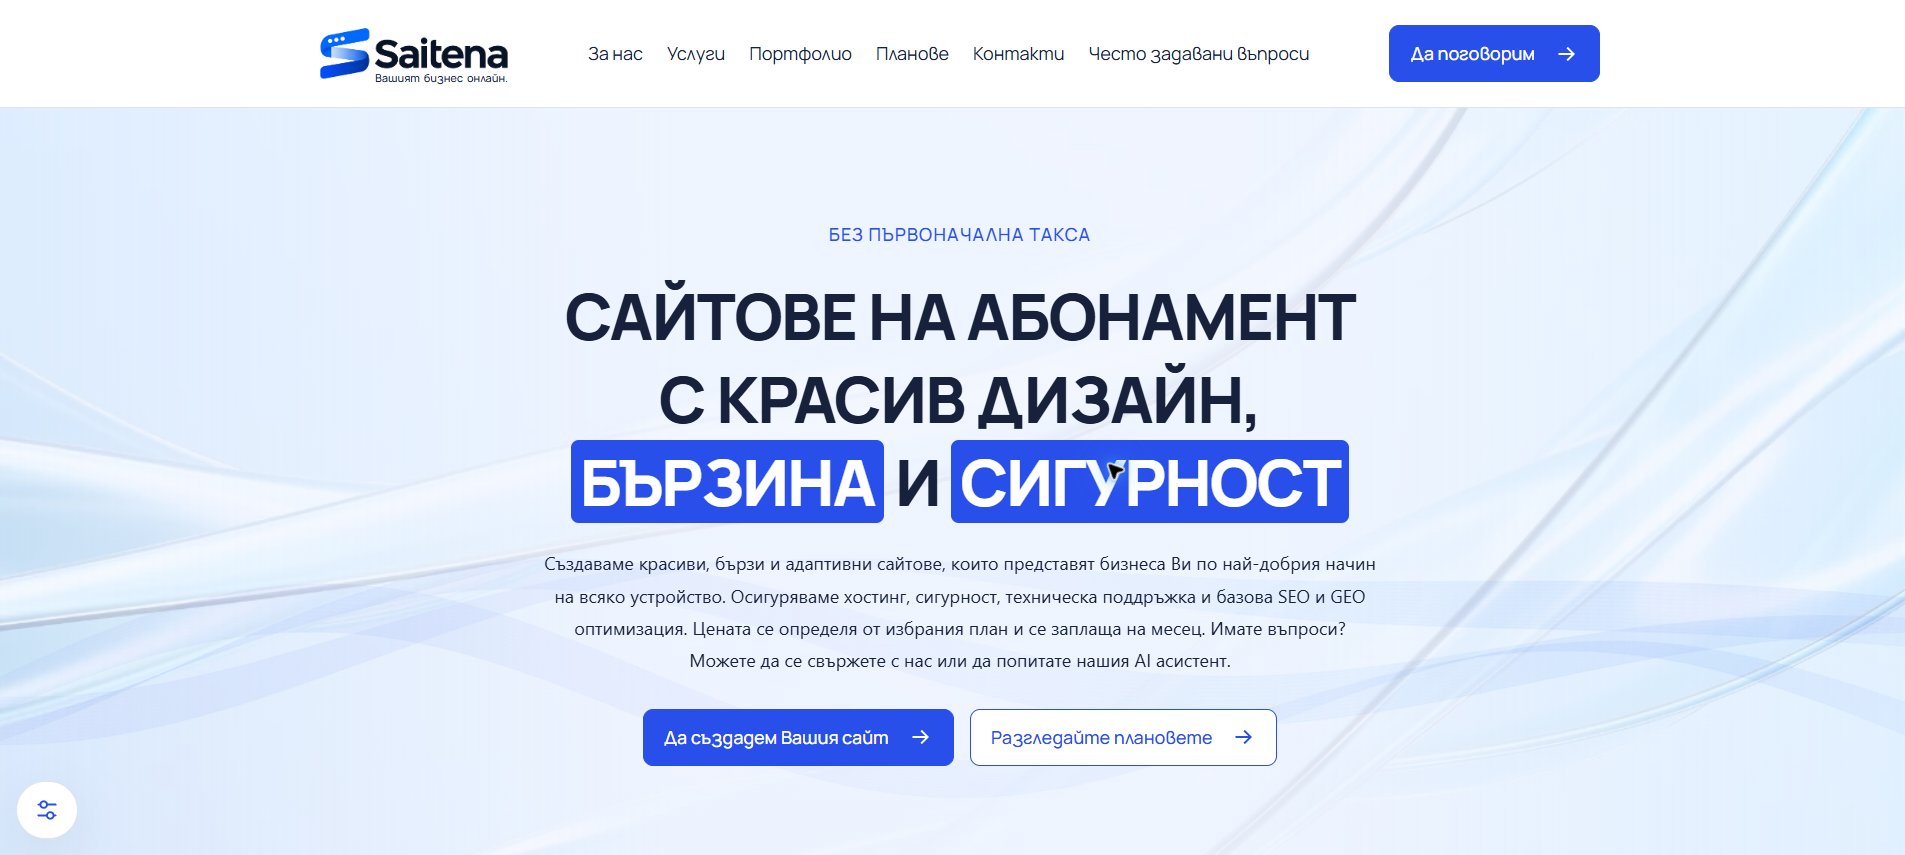 Saitena
Вашият бизнес онлайн.
За нас Услуги Портфолио Планове Контакти Често задавани въпроси
Да поговорим
БЕЗ ПЪРВОНАЧАЛНА ТАКСА
САЙТОВЕ НА АБОНАМЕНТ
С КРАСИВ ДИЗАЙН,
БЪРЗИНА И СИГУРНОСТ
Създаваме красиви, бързи и адаптивни сайтове, които представят бизнеса Ви по най-добрия начин
на всяко устройство. Осигуряваме хостинг, сигурност, техническа поддръжка и базова SEO и GEO
оптимизация. Цената се определя от избрания план и се заплаща на месец. Имате въпроси?
Можете да се свържете с нас или да попитате нашия AI асистент.
Да създадем Вашия сайт
Разгледайте плановете